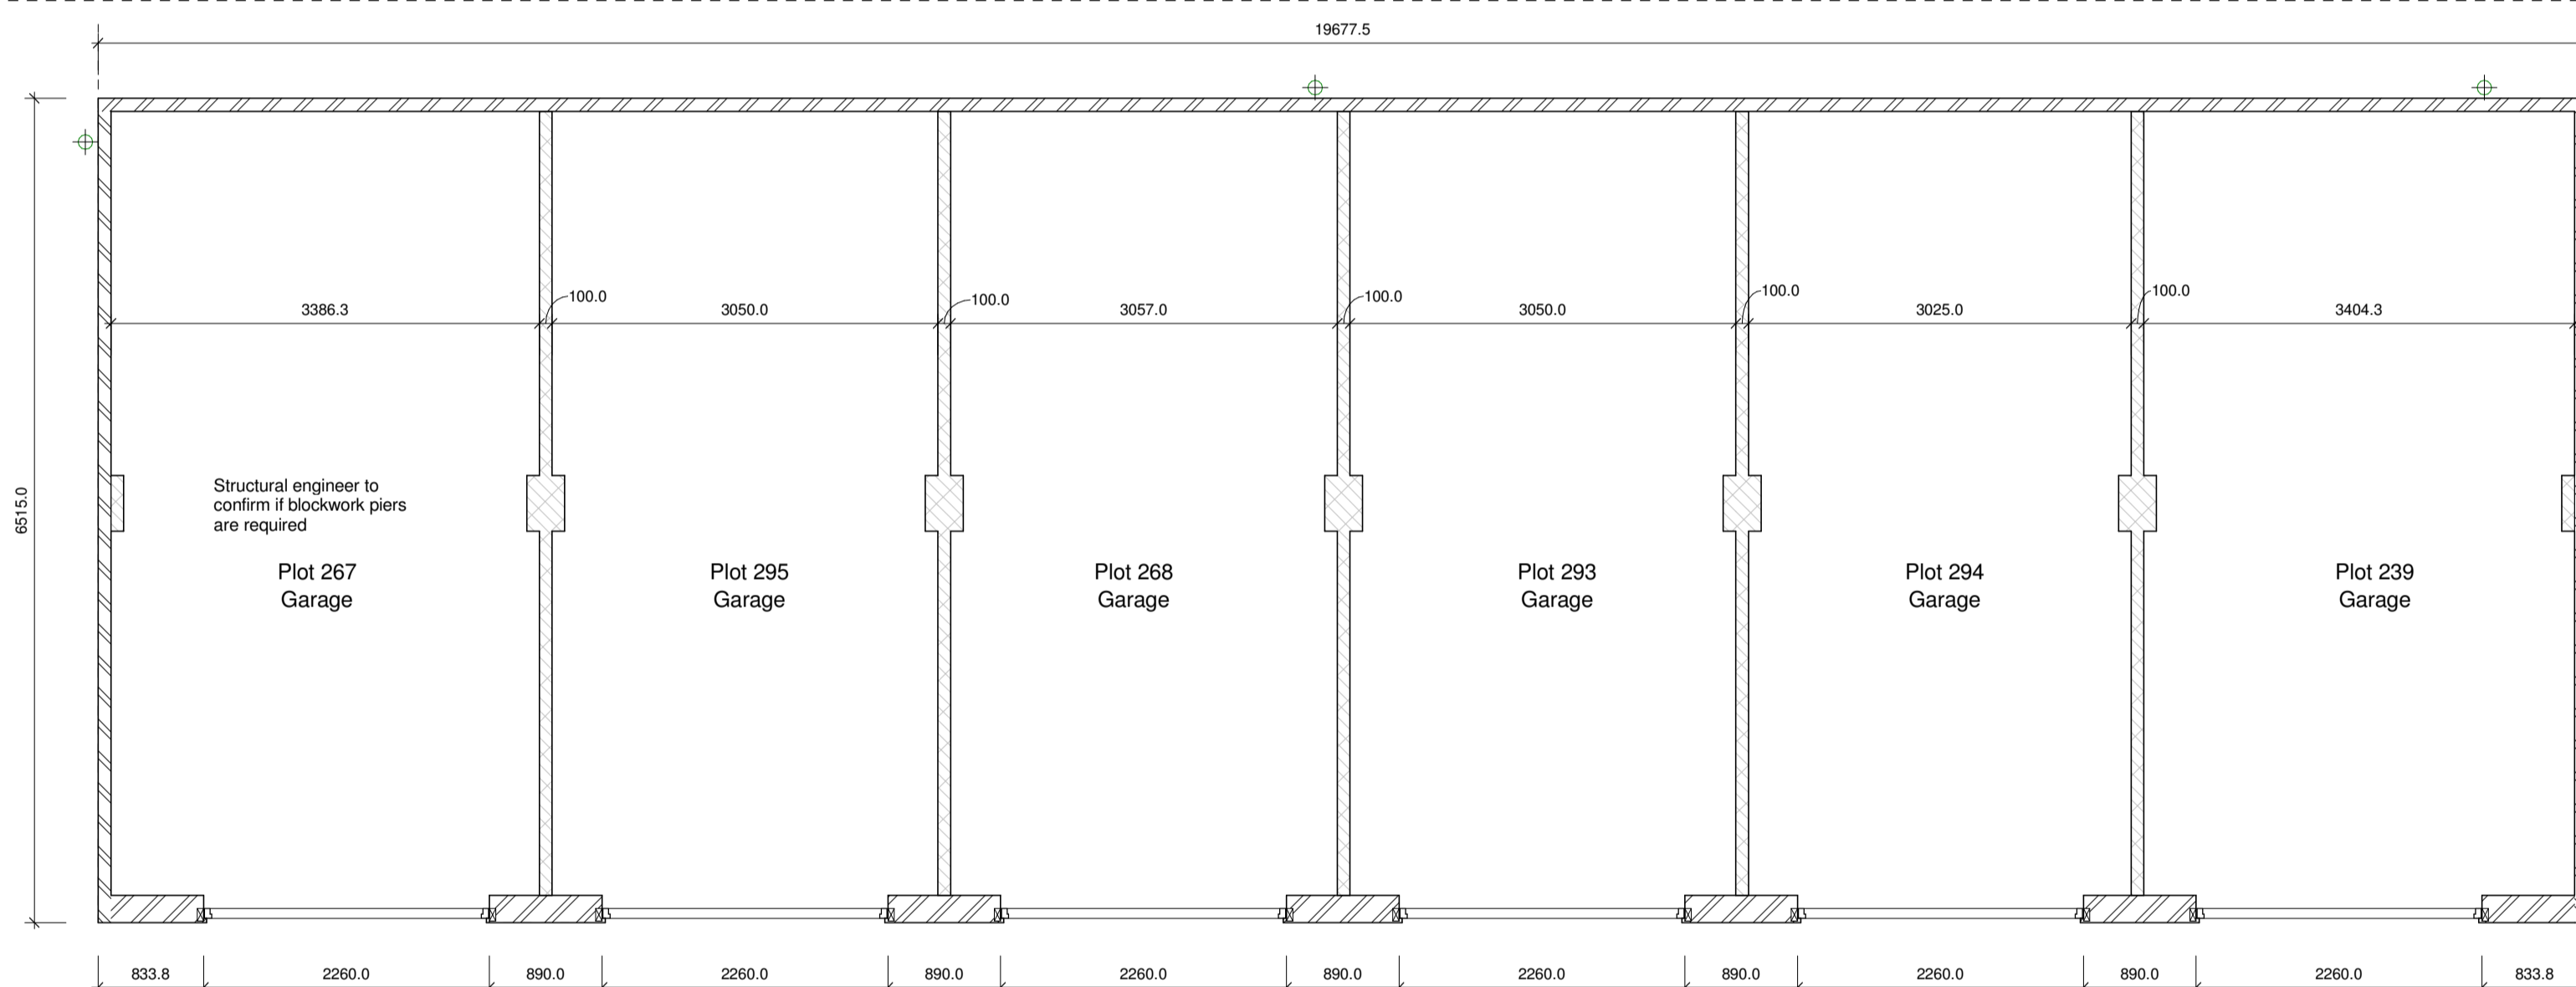 19677.5
100.0
100.0
100.0
100.0
100.0
3386.3
3050.0
3057.0
3050.0
3025.0
3404.3
6515.0
Structural engineer to
confirm if blockwork piers
are required
Plot 267
Garage
Plot 295
Garage
Plot 268
Garage
Plot 293
Garage
Plot 294
Garage
Plot 239
Garage
833.8
2260.0
890.0
2260.0
890.0
2260.0
890.0
2260.0
890.0
2260.0
890.0
2260.0
833.8